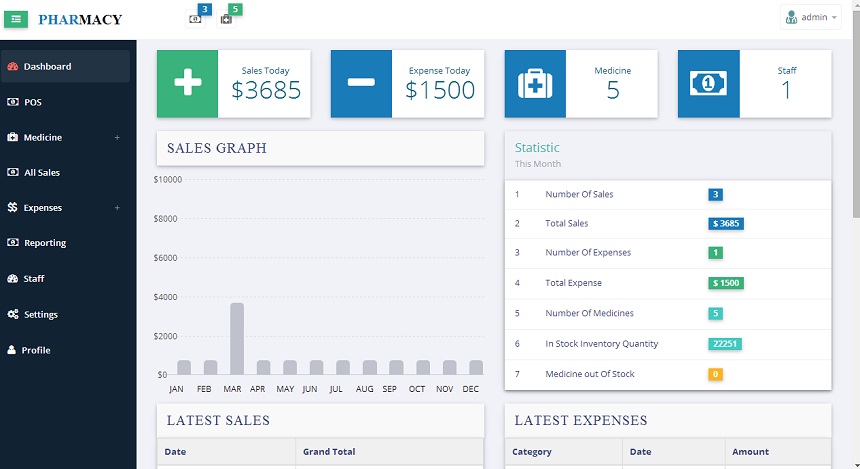 PHARMACY
3
5
admin
Dashboard
POS
Medicine +
All Sales
Expenses +
Reporting
Staff
Settings
Profile
Sales Today
$3685
Expense Today
$1500
Medicine
5
1
Staff
1
SALES GRAPH
$10000
$8000
$6000
$4000
$2000
$0
JAN FEB MAR APR MAY JUN JUL AUG SEP OCT NOV DEC
Statistic
This Month
1 Number Of Sales 3
2 Total Sales $ 3685
3 Number Of Expenses 1
4 Total Expense $ 1500
5 Number Of Medicines 5
6 In Stock Inventory Quantity 22251
7 Medicine out Of Stock 0
LATEST SALES
Date Grand Total
LATEST EXPENSES
Category Date Amount